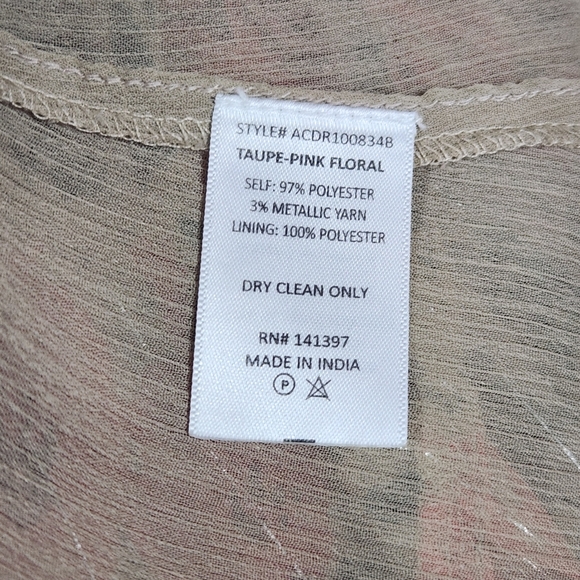 STYLE# ACDR100834B
TAUPE-PINK FLORAL
SELF: 97% POLYESTER
3% METALLIC YARN
LINING: 100% POLYESTER
DRY CLEAN ONLY
RN# 141397
MADE IN INDIA
P